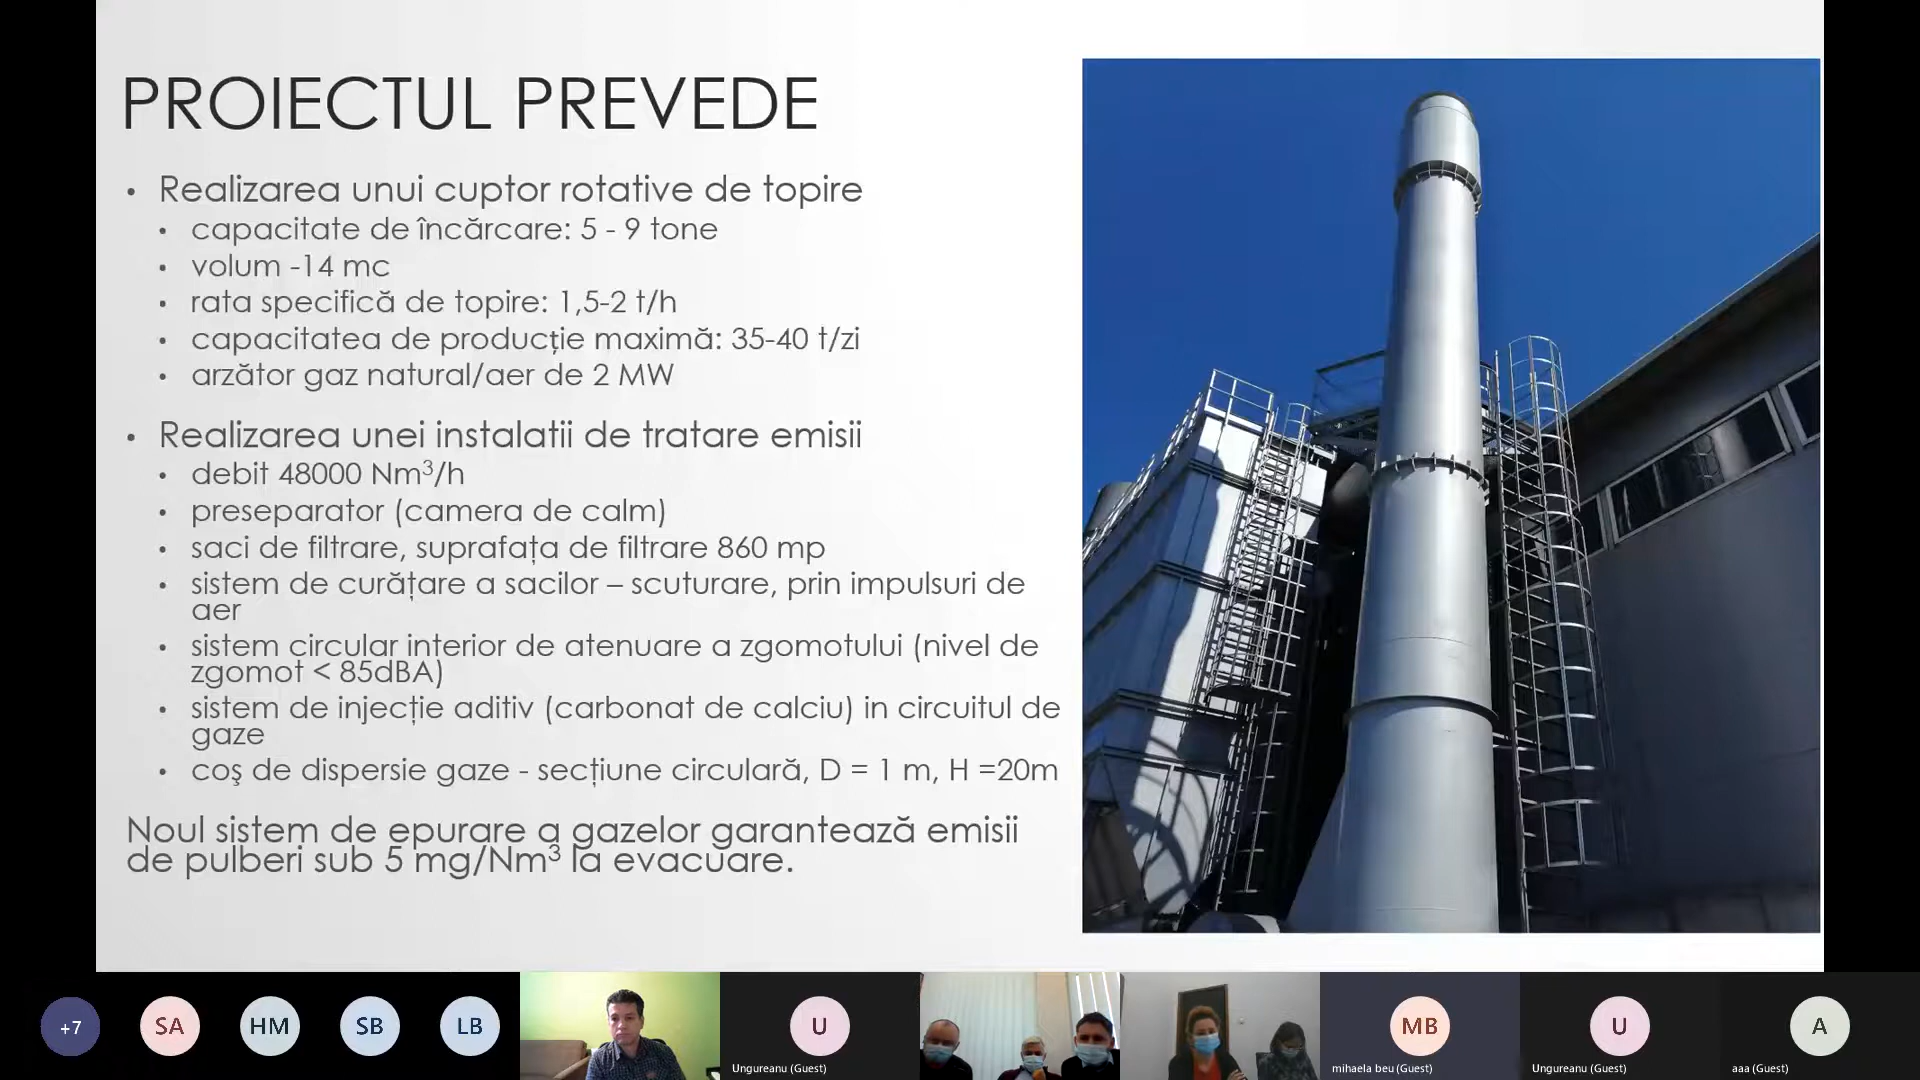 PROIECTUL PREVEDE
• Realizarea unui cuptor rotative de topire
• capacitate de încărcare: 5 - 9 tone
• volum -14 mc
• rata specifică de topire: 1,5-2 t/h
• capacitatea de producție maximă: 35-40 t/zi
• arzător gaz natural/aer de 2 MW
• Realizarea unei instalatii de tratare emisii
• debit 48000 Nm³/h
• preseparator (camera de calm)
• saci de filtrare, suprafața de filtrare 860 mp
• sistem de curățare a sacilor – scuturare, prin impulsuri de
aer
• sistem circular interior de atenuare a zgomotului (nivel de
zgomot < 85dBA)
• sistem de injecție aditiv (carbonat de calciu) in circuitul de
gaze
• coş de dispersie gaze - secțiune circulară, D = 1 m, H =20m
Noul sistem de epurare a gazelor garantează emisii
de pulberi sub 5 mg/Nm³ la evacuare.
+7
SA
HM
SB
LB
U
Ungureanu (Guest)
MB
mihaela beu (Guest)
U
Ungureanu (Guest)
A
aaa (Guest)